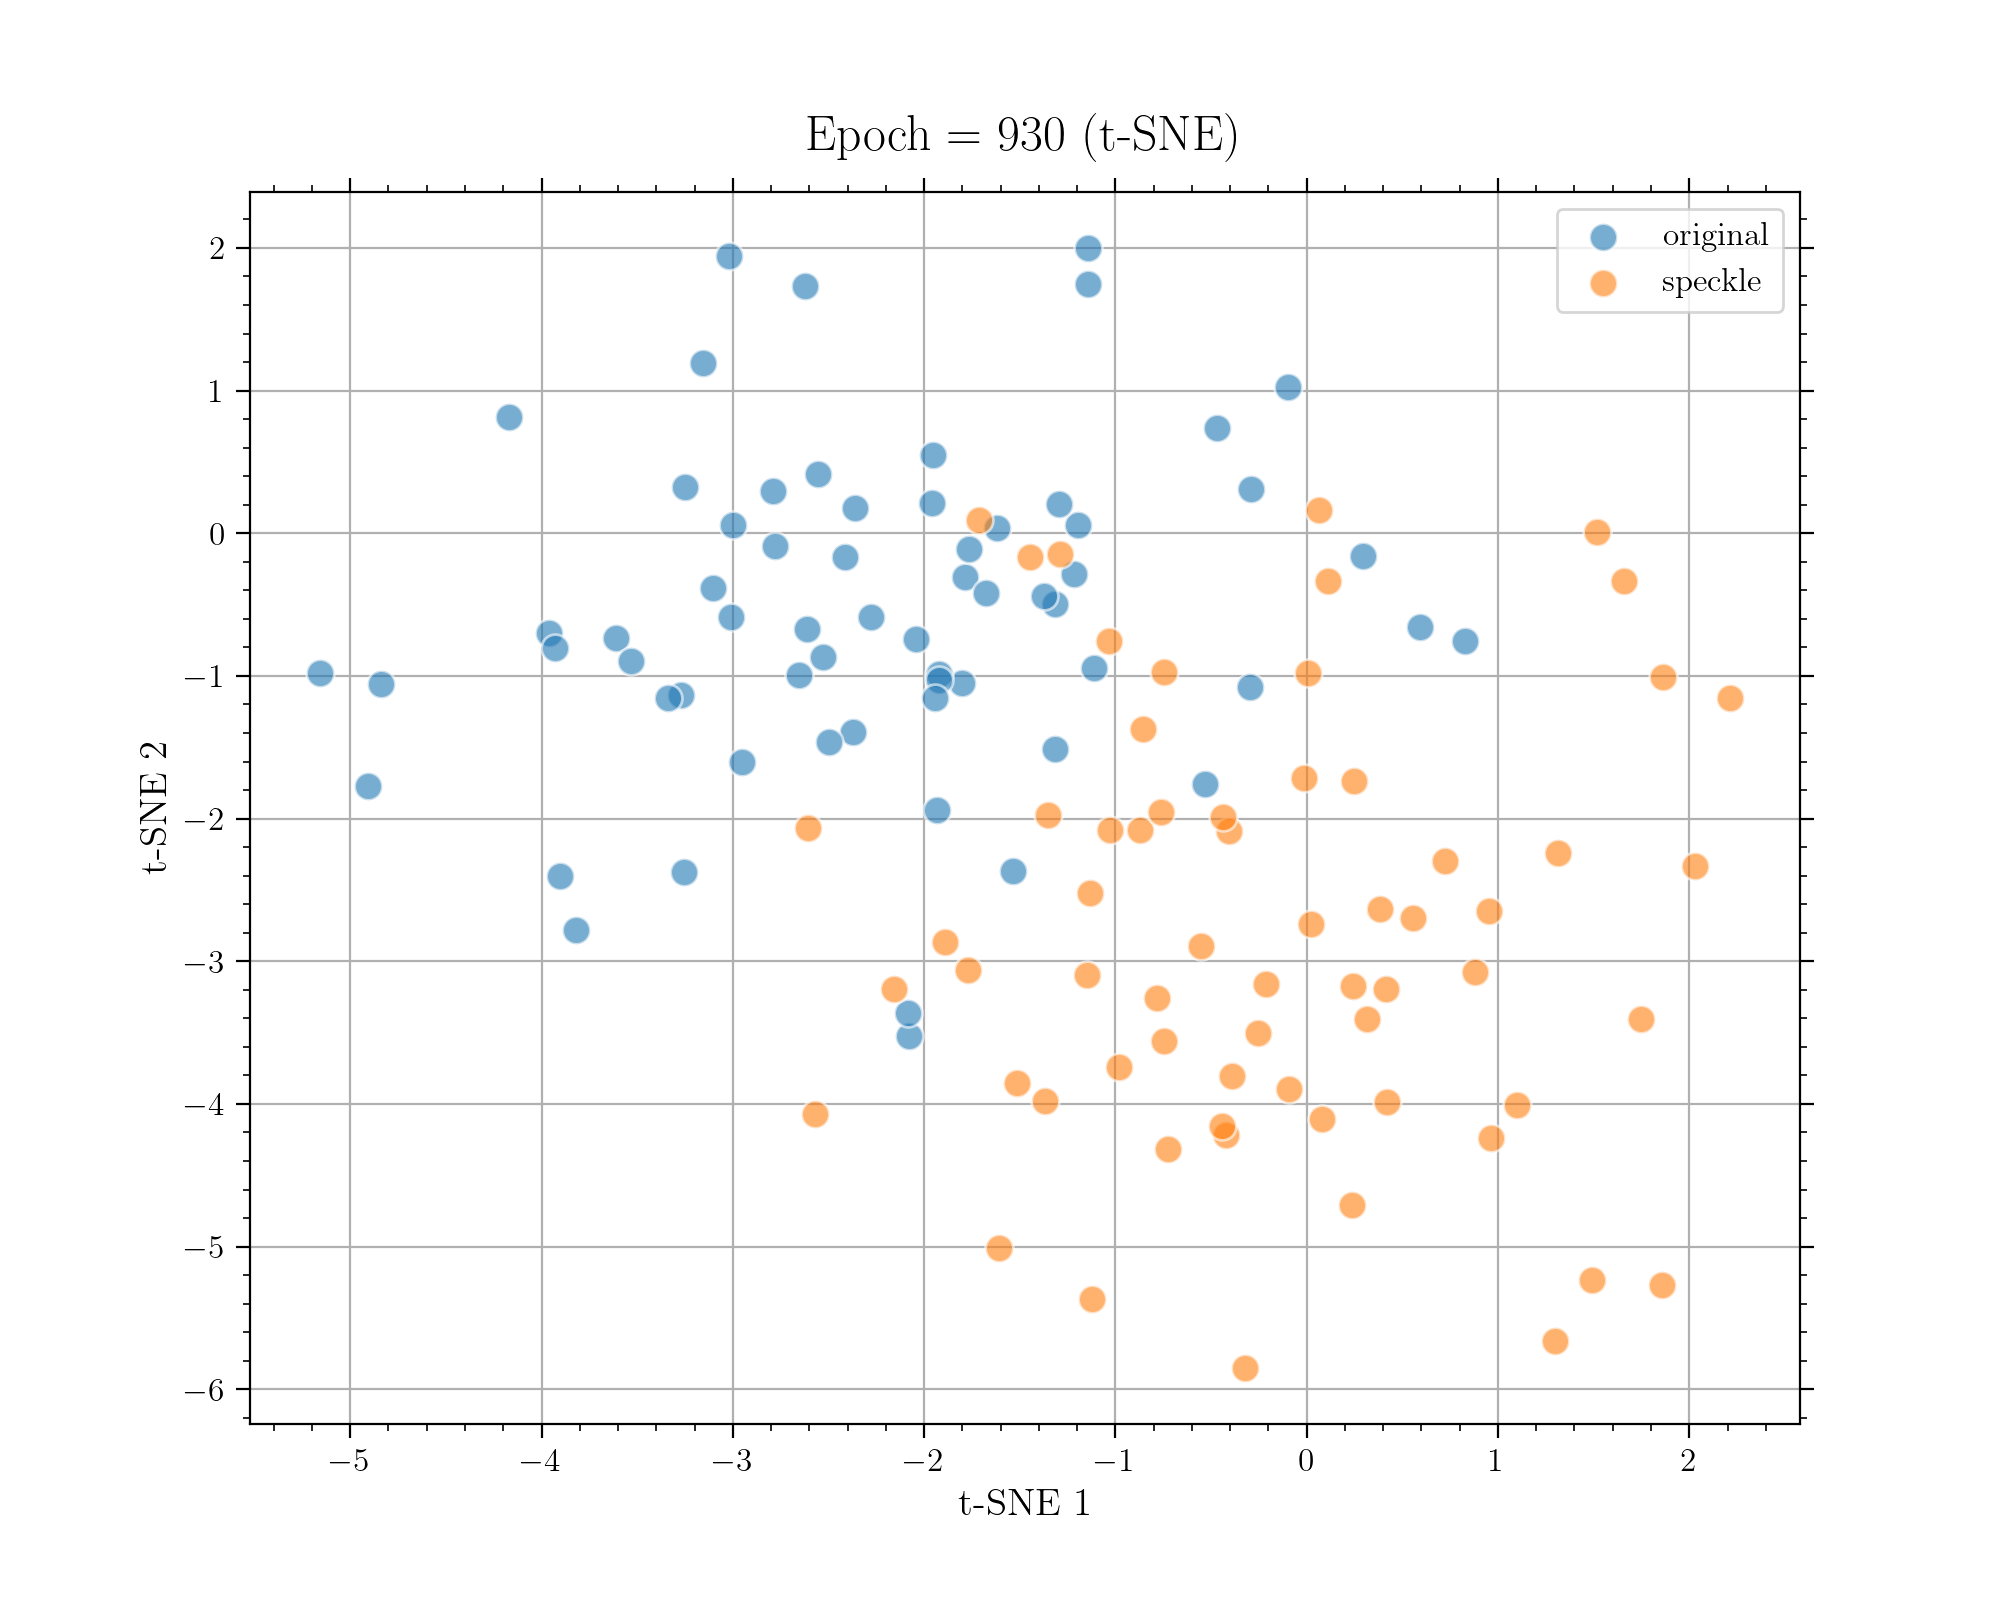 Epoch = 930 (t-SNE)
original
speckle
2
1
0
−1
−2
−3
−4
−5
−6
t-SNE 2
−5 −4 −3 −2 −1 0 1 2
t-SNE 1